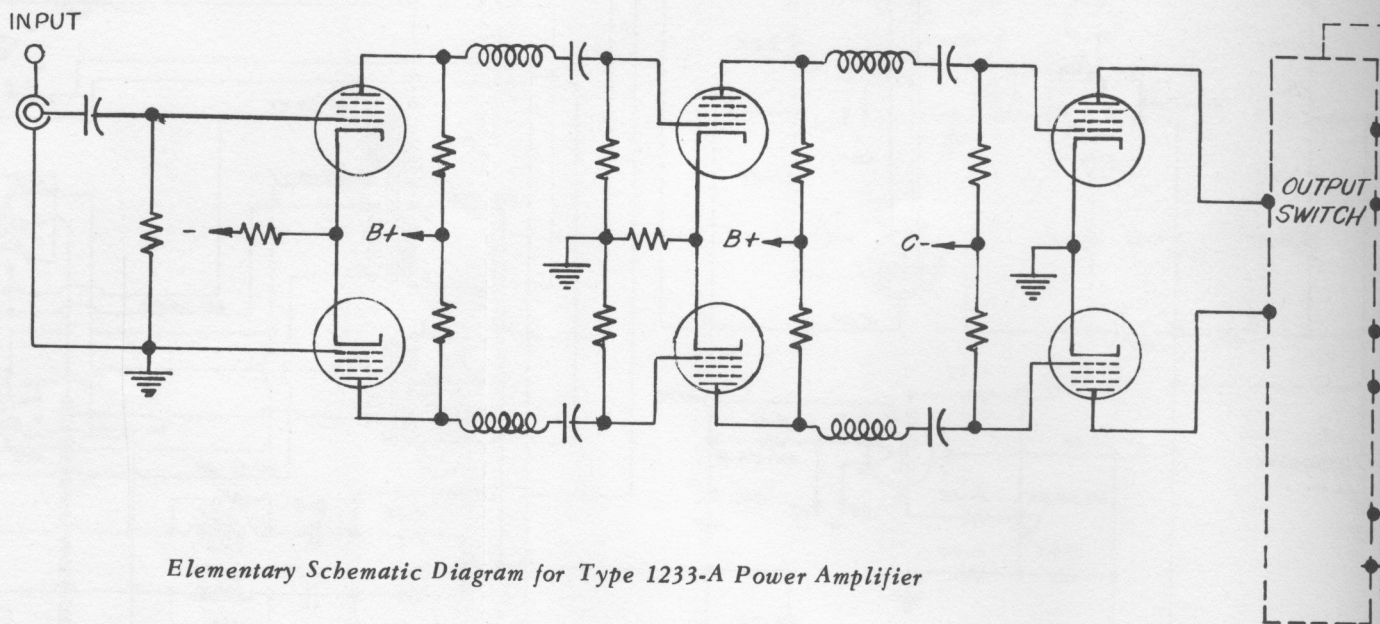 INPUT
OUTPUT
SWITCH
-
B+
B+
C-
Elementary Schematic Diagram for Type 1233-A Power Amplifier